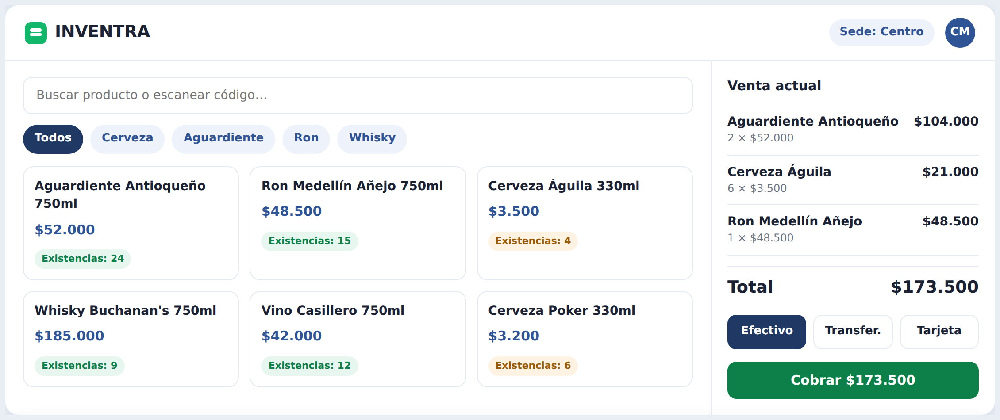 INVENTRA
Sede: Centro
CM
Buscar producto o escanear código...
Todos
Cerveza
Aguardiente
Ron
Whisky
Aguardiente Antioqueño
750ml
$52.000
Existencias: 24
Ron Medellín Añejo 750ml
$48.500
Existencias: 15
Cerveza Águila 330ml
$3.500
Existencias: 4
Whisky Buchanan's 750ml
$185.000
Existencias: 9
Vino Casillero 750ml
$42.000
Existencias: 12
Cerveza Poker 330ml
$3.200
Existencias: 6
Venta actual
Aguardiente Antioqueño $104.000
2 × $52.000
Cerveza Águila $21.000
6 × $3.500
Ron Medellín Añejo $48.500
1 × $48.500
Total $173.500
Efectivo
Transfer.
Tarjeta
Cobrar $173.500